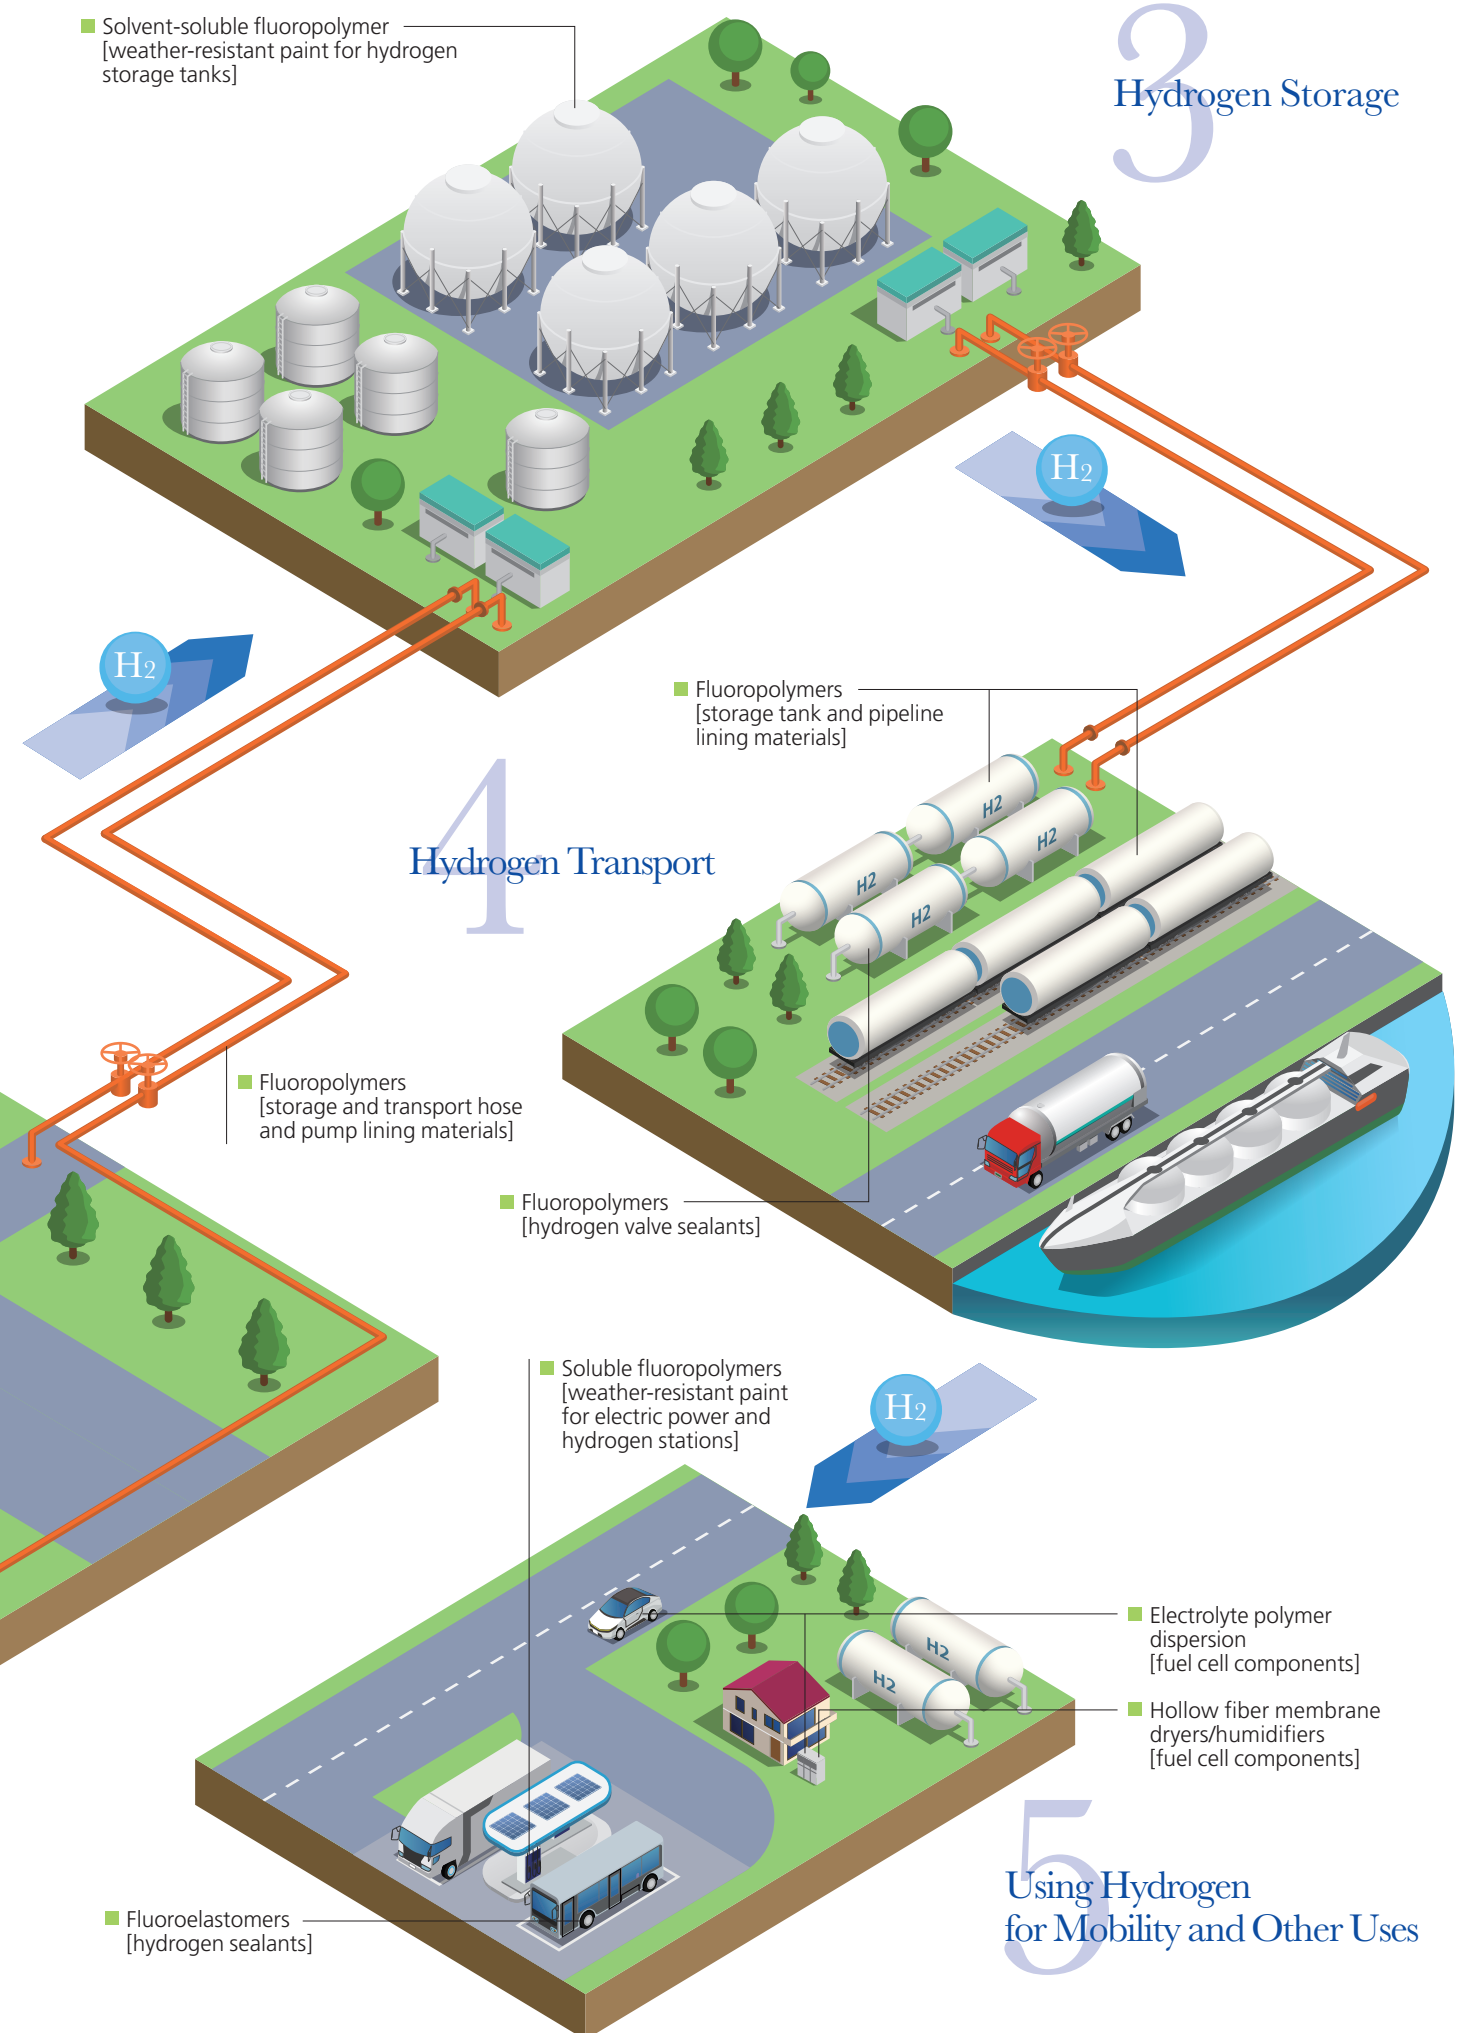 Solvent-soluble fluoropolymer
[weather-resistant paint for hydrogen
storage tanks]
3
Hydrogen Storage
H2
H2
Fluoropolymers
[storage tank and pipeline
lining materials]
4
Hydrogen Transport
H2
H2
H2
H2
Fluoropolymers
[storage and transport hose
and pump lining materials]
Fluoropolymers
[hydrogen valve sealants]
Soluble fluoropolymers
[weather-resistant paint
for electric power and
hydrogen stations]
H2
Electrolyte polymer
dispersion
[fuel cell components]
H2
H2
Hollow fiber membrane
dryers/humidifiers
[fuel cell components]
5
Using Hydrogen
for Mobility and Other Uses
Fluoroelastomers
[hydrogen sealants]